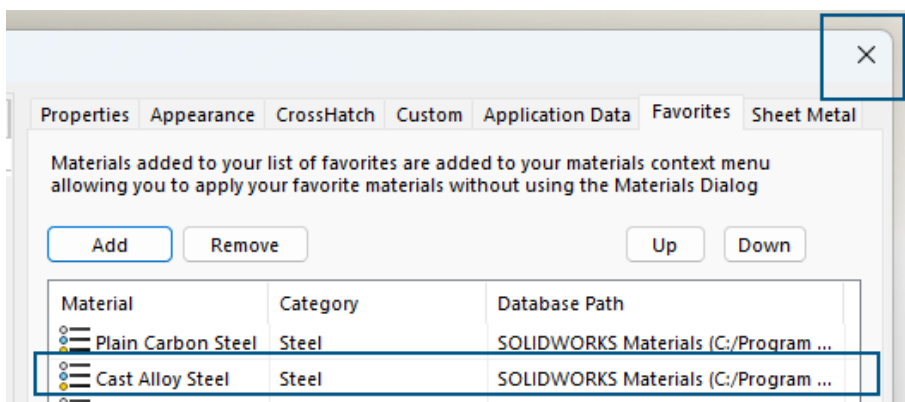 Properties Appearance CrossHatch Custom Application Data Favorites Sheet Metal
Materials added to your list of favorites are added to your materials context menu
allowing you to apply your favorite materials without using the Materials Dialog
Add Remove Up Down
Material Category Database Path
Plain Carbon Steel Steel SOLIDWORKS Materials (C:/Program ...
Cast Alloy Steel Steel SOLIDWORKS Materials (C:/Program ...